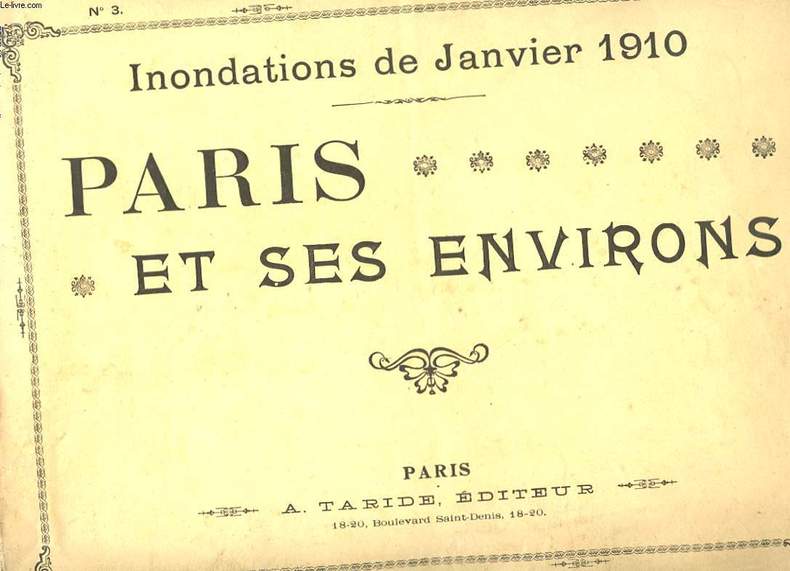 Le-livre.com
N° 3.
Inondations de Janvier 1910
PARIS
ET SES ENVIRONS
PARIS
A. TARIDE, ÉDITEUR
18-20, Boulevard Saint-Denis, 18-20.